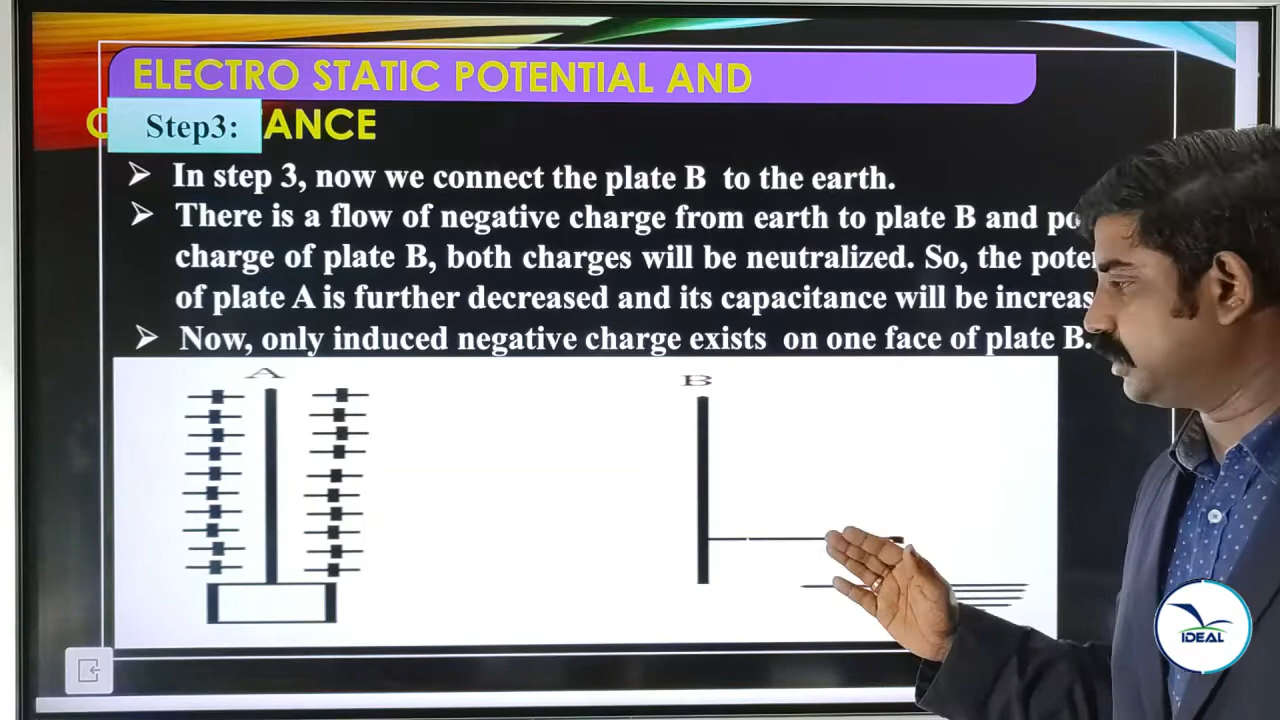 ELECTRO STATIC POTENTIAL AND
ANCE
Step3:
In step 3, now we connect the plate B to the earth.
There is a flow of negative charge from earth to plate B and
charge of plate B, both charges will be neutralized. So, the
of plate A is further decreased and its capacitance will be
Now, only induced negative charge exists on one face of plate B.
A
B
IDEAL